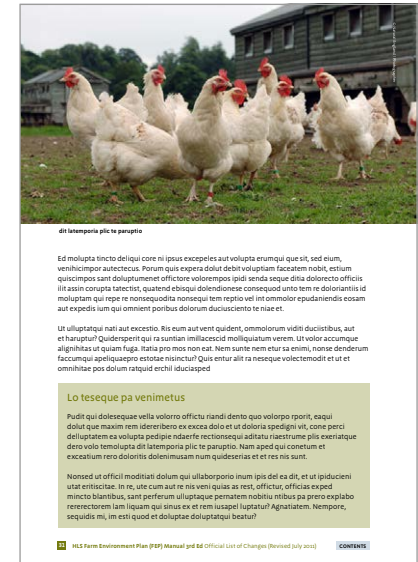 dit latemporia plic te paruptio
Ed molupta tincto deliqui core ni ipsus excepeles aut volupta erumqui que sit, sed eium,
venihicimpor autectecus. Porum quis expera dolut debit voluptiam faceatem nobit, estium
quiscimpos sant doluptumenet offictore volorempos ipidi senda seque ditia dolorecto officiis
ilit assin corupta tatectist, quatend ebisqui dolendionese consequod unto tem re doloriantiis id
moluptam qui repe re nonsequodita nonsequi tem reptio vel int ommolor epudaniendis eosam
aut expedis ium qui omnient poribus dolorum duciusciento te niae et.
Ut ulluptatqui nati aut excestio. Ris eum aut vent quident, ommolorum viditi duciistibus, aut
et haruptur? Quidersperit qui ra suntian imillacescid molliquiatum verum. Ut volor accumque
alignihitas ut quiam fuga. Itatia pro mos non eat. Nem sunte nem etur sa enimi, nonse denderum
faccumqui apeliquaepro estotae nisinctur? Quis entur alit ra neseque volectemodit et ut et
omnihitae pos dolum ratquid erchil iduciasped
Lo teseque pa venimetus
Pudit qui dolesequae vella volorro offictu riandi dento quo volorpo rporit, eaqui
dolut que maxim rem idereribero ex excea dolo et ut doloria spedigni vit, cone perci
delluptatem ea volupta pedipie ndaerfe rectionsequi aditatu riaestrume plis exeriatque
dero volo temolupta dit latemporia plic te paruptio. Nam aped qui conetum et
exceatium rero doloritis dolenimusam num quideserias et et res nis sunt.
Nonsed ut officil moditiati dolum qui ullaborporio inum ipis del ea dit, et ut ipiducieni
utat eritiscitae. In re, ute cum aut re nis veni quias as rest, offictur, officias exped
mincto blantibus, sant perferum ulluptaque pernatem nobitiu ntibus pa prero explabo
rererectorem lam liquam qui sinus ex et rem iusapel luptatur? Agnatiatem. Nempore,
sequidis mi, im esti quod et doluptae doluptatqui beatur?
32 HLS Farm Environment Plan (FEP) Manual 3rd Ed Official List of Changes (Revised July 2011) CONTENTS